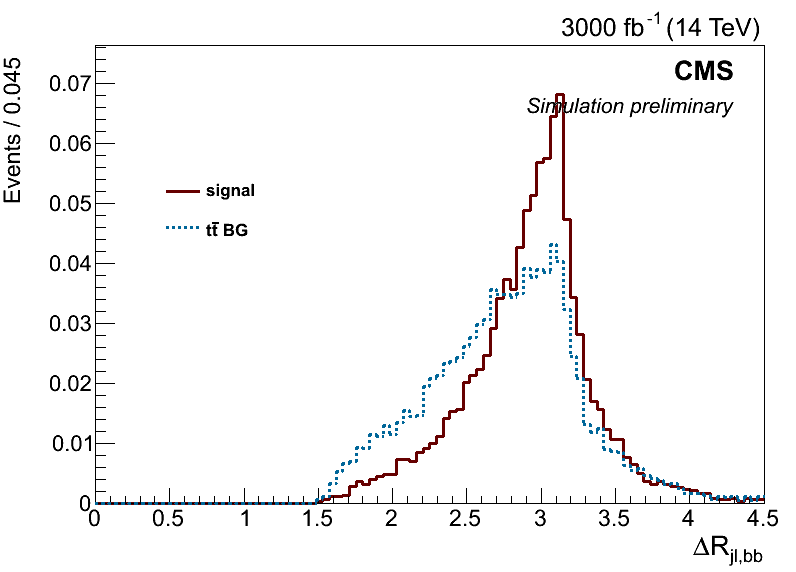 3000 fb⁻¹ (14 TeV)
CMS
Simulation preliminary
Events / 0.045
0.07
0.06
0.05
0.04
0.03
0.02
0.01
0
signal
tt̄ BG
0 0.5 1 1.5 2 2.5 3 3.5 4 4.5
ΔR_jl,bb